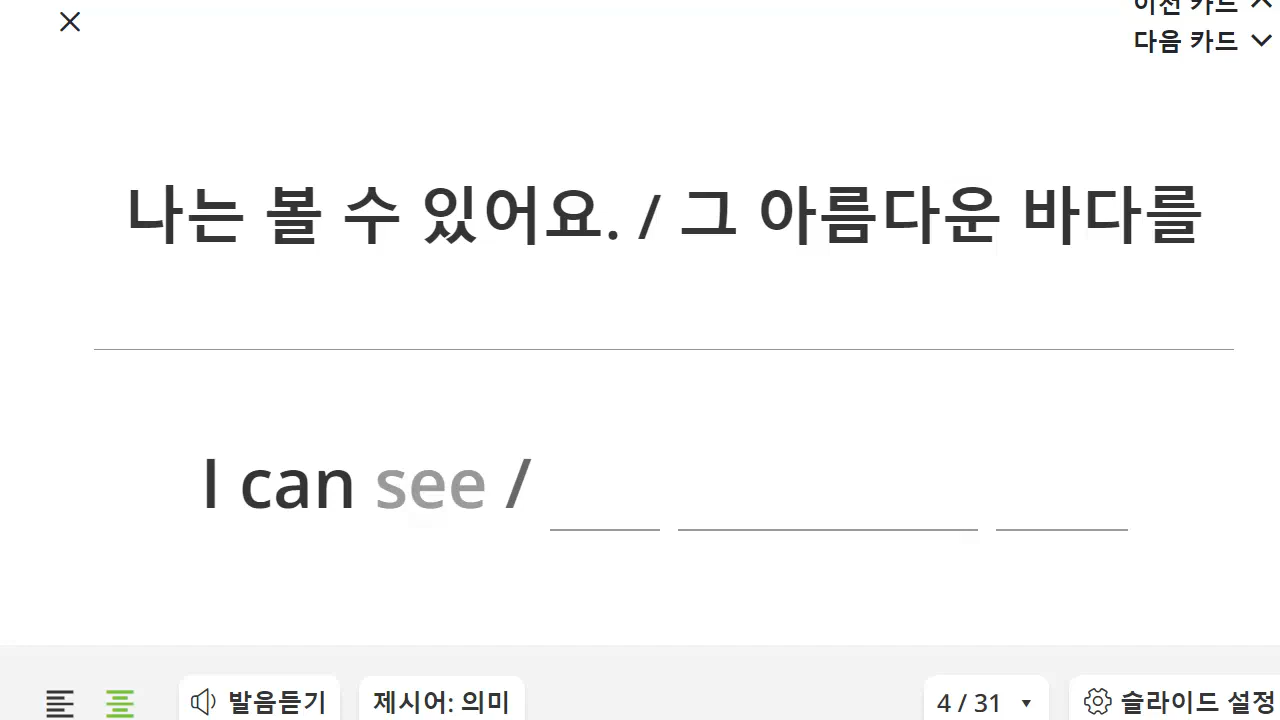 이전 카드
다음 카드
나는 볼 수 있어요. / 그 아름다운 바다를
I can see /
발음듣기
제시어: 의미
4 / 31
슬라이드 설정